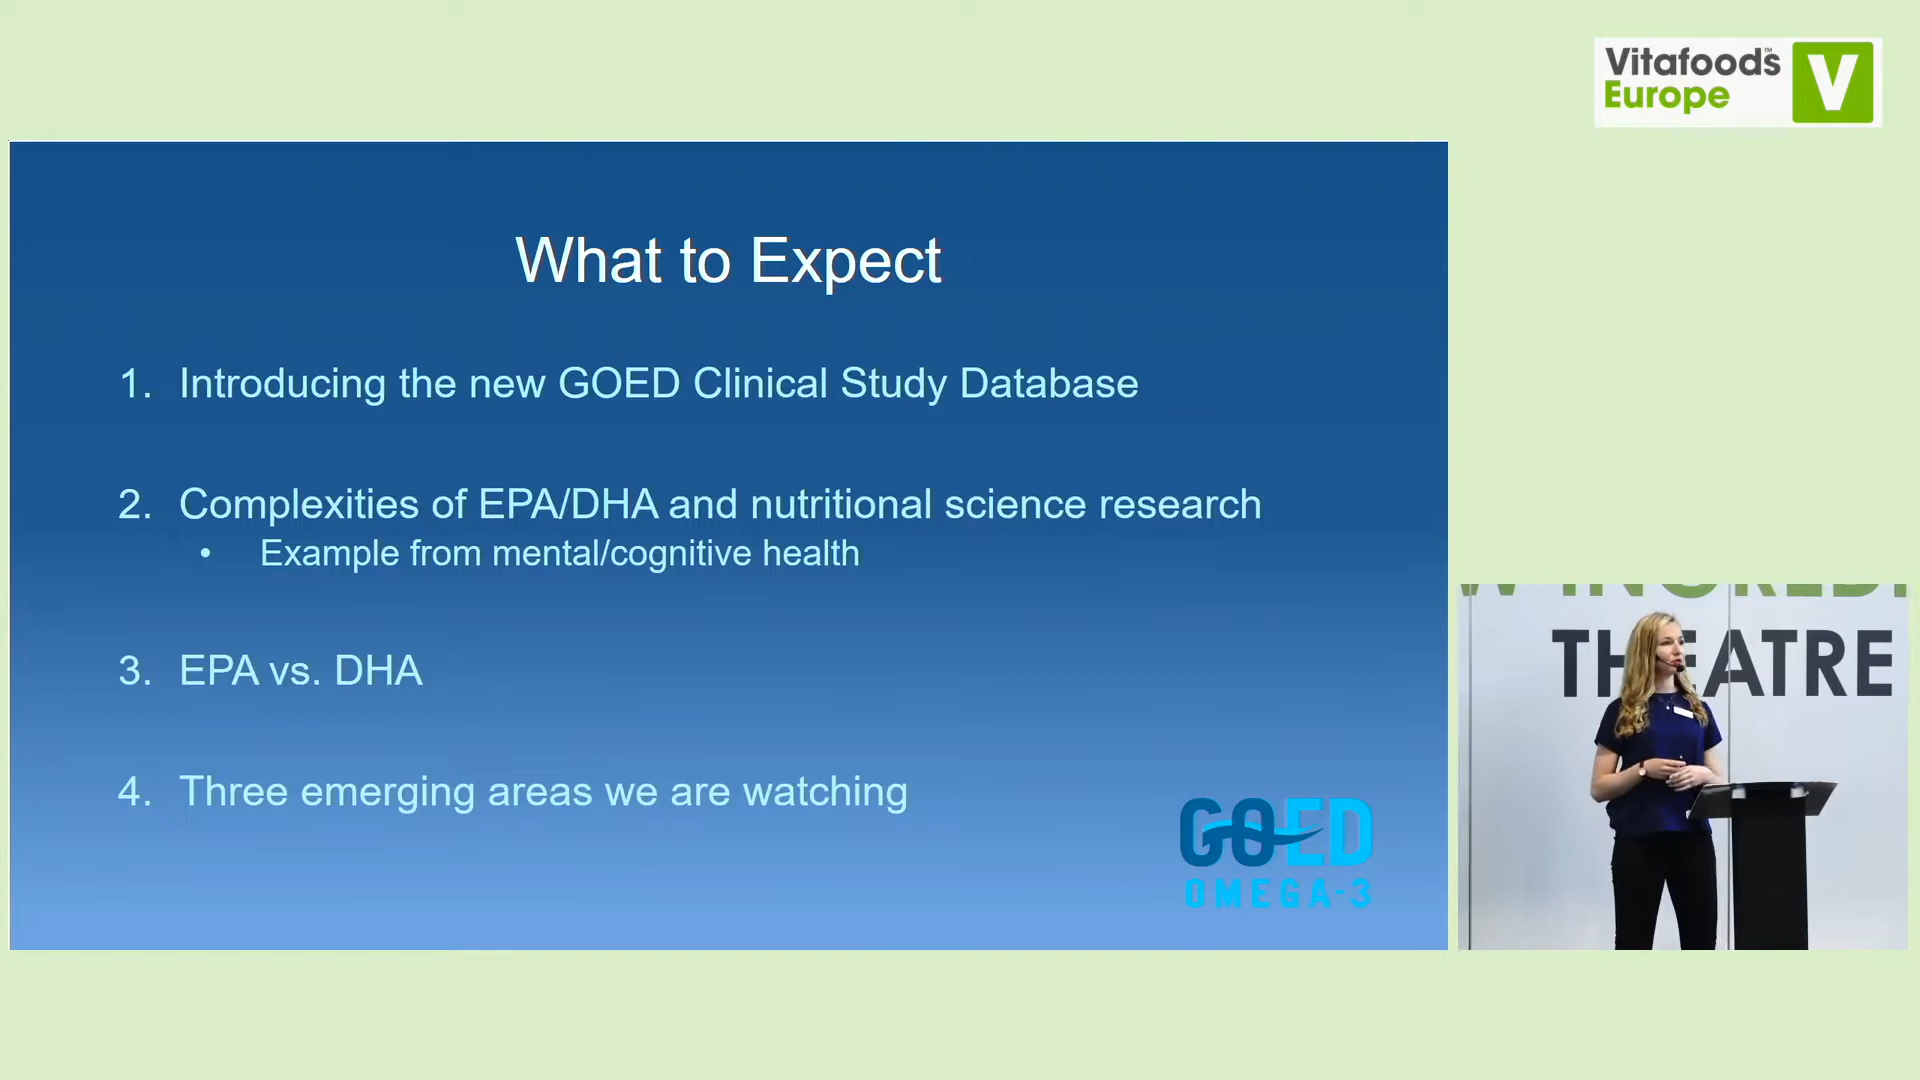 Vitafoods™
Europe
V
What to Expect
1. Introducing the new GOED Clinical Study Database
2. Complexities of EPA/DHA and nutritional science research
• Example from mental/cognitive health
3. EPA vs. DHA
4. Three emerging areas we are watching
GOED
OMEGA-3
THEATRE